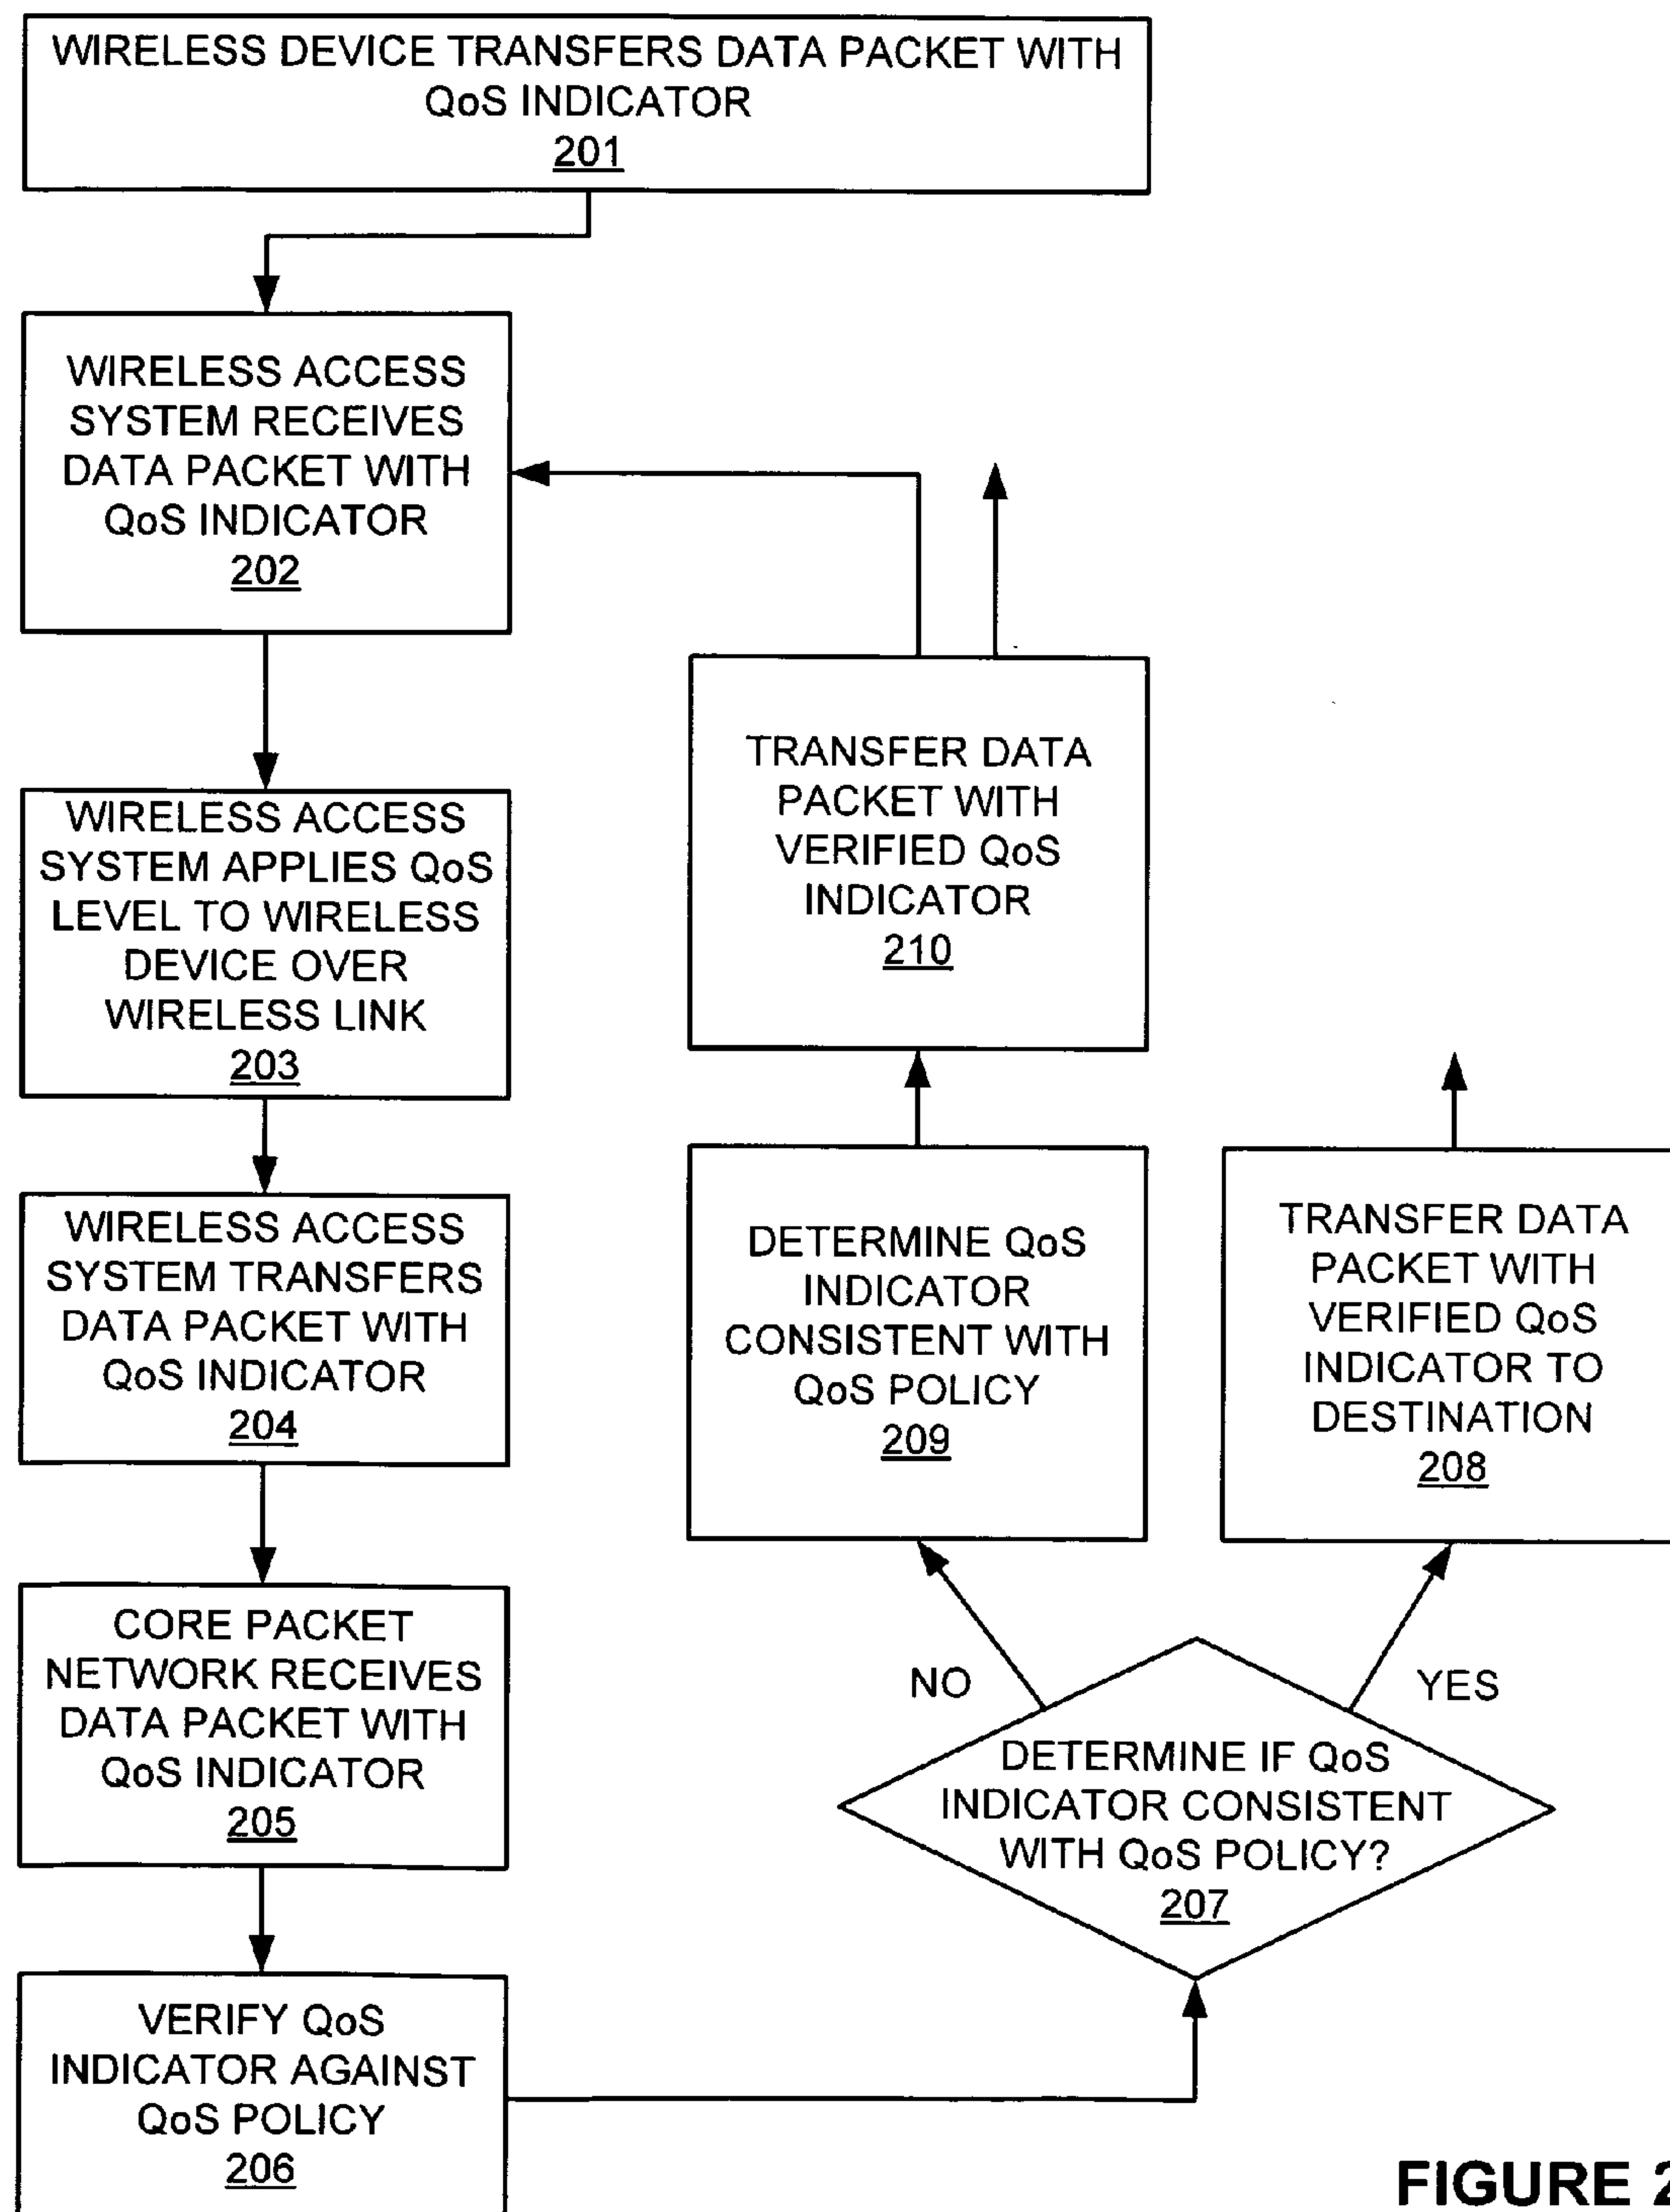 WIRELESS DEVICE TRANSFERS DATA PACKET WITH
QoS INDICATOR
201
WIRELESS ACCESS
SYSTEM RECEIVES
DATA PACKET WITH
QoS INDICATOR
202
WIRELESS ACCESS
SYSTEM APPLIES QoS
LEVEL TO WIRELESS
DEVICE OVER
WIRELESS LINK
203
WIRELESS ACCESS
SYSTEM TRANSFERS
DATA PACKET WITH
QoS INDICATOR
204
CORE PACKET
NETWORK RECEIVES
DATA PACKET WITH
QoS INDICATOR
205
VERIFY QoS
INDICATOR AGAINST
QoS POLICY
206
DETERMINE IF QoS
INDICATOR CONSISTENT
WITH QoS POLICY?
207
NO
YES
TRANSFER DATA
PACKET WITH
VERIFIED QoS
INDICATOR TO
DESTINATION
208
DETERMINE QoS
INDICATOR
CONSISTENT WITH
QoS POLICY
209
TRANSFER DATA
PACKET WITH
VERIFIED QoS
INDICATOR
210
FIGURE 2